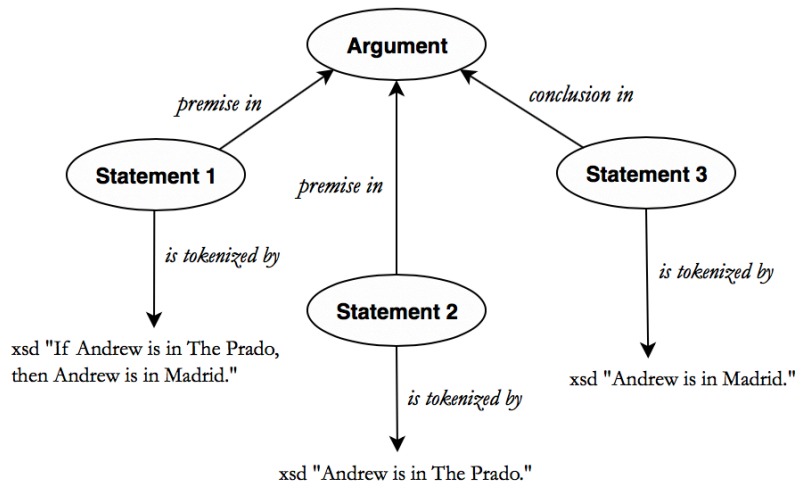 Argument
premise in
conclusion in
Statement 1
premise in
Statement 3
is tokenized by
is tokenized by
Statement 2
xsd "If Andrew is in The Prado,
then Andrew is in Madrid."
xsd "Andrew is in Madrid."
is tokenized by
xsd "Andrew is in The Prado."